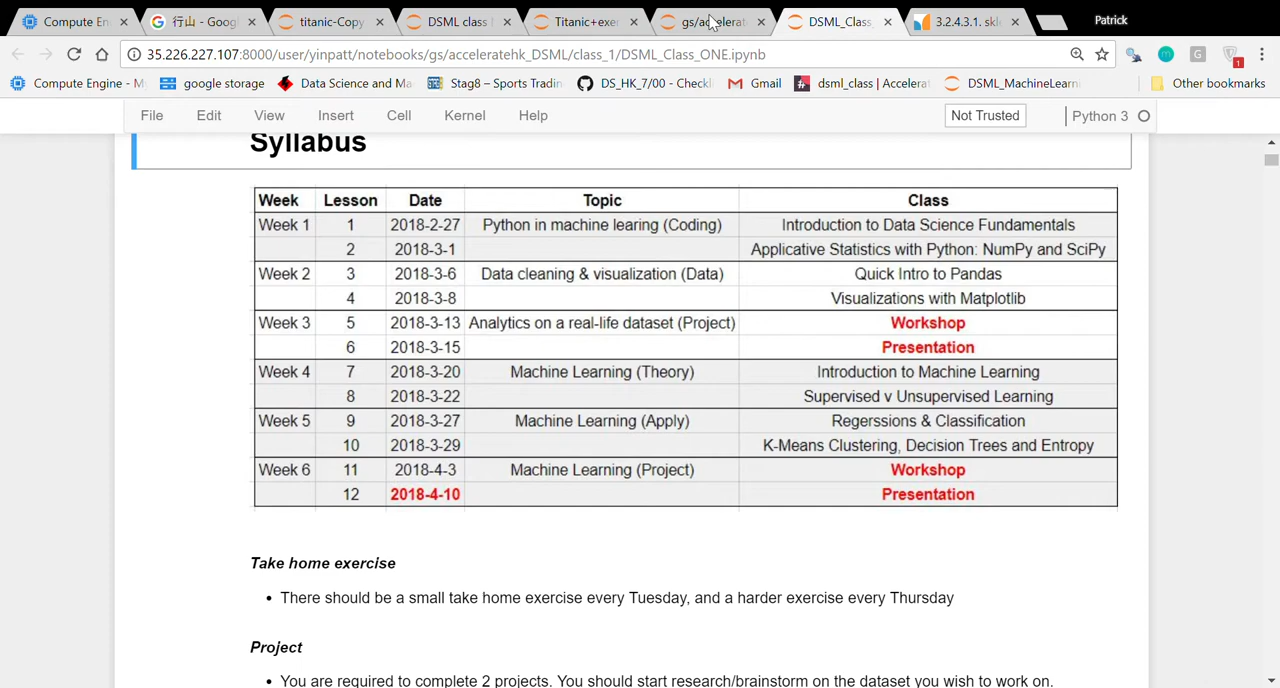 Compute En
行山 - Goog
titanic-Copy
DSML class
Titanic+exer
gs/accelerat
DSML_Class_
3.2.4.3.1. skl
Patrick
35.226.227.107:8000/user/yinpatt/notebooks/gs/acceleratehk_DSML/class_1/DSML_Class_ONE.ipynb
G
1
Compute Engine - M
google storage
Data Science and Ma
Stag8 – Sports Tradin
DS_HK_7/00 - Checkl
Gmail
dsml_class | Accelerat
DSML_MachineLearni
Other bookmarks
File Edit View Insert Cell Kernel Help
Not Trusted
Python 3
Syllabus
Week Lesson Date Topic Class
Week 1 1 2018-2-27 Python in machine learing (Coding) Introduction to Data Science Fundamentals
2 2018-3-1 Applicative Statistics with Python: NumPy and SciPy
Week 2 3 2018-3-6 Data cleaning & visualization (Data) Quick Intro to Pandas
4 2018-3-8 Visualizations with Matplotlib
Week 3 5 2018-3-13 Analytics on a real-life dataset (Project) Workshop
6 2018-3-15 Presentation
Week 4 7 2018-3-20 Machine Learning (Theory) Introduction to Machine Learning
8 2018-3-22 Supervised v Unsupervised Learning
Week 5 9 2018-3-27 Machine Learning (Apply) Regerssions & Classification
10 2018-3-29 K-Means Clustering, Decision Trees and Entropy
Week 6 11 2018-4-3 Machine Learning (Project) Workshop
12 2018-4-10 Presentation
Take home exercise
• There should be a small take home exercise every Tuesday, and a harder exercise every Thursday
Project
• You are required to complete 2 projects. You should start research/brainstorm on the dataset you wish to work on.